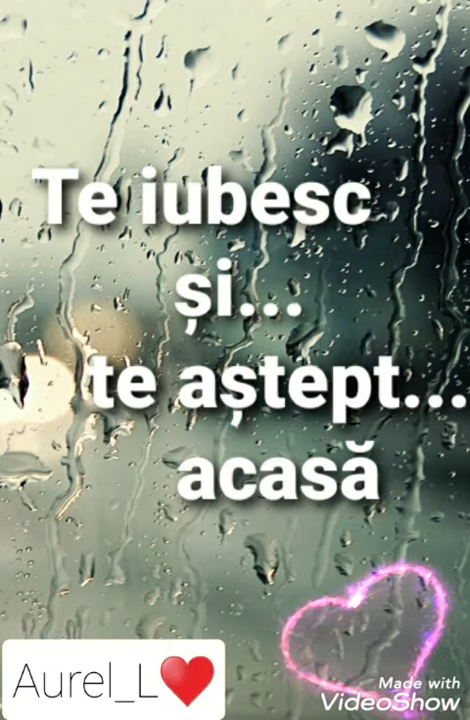 Te iubesc
și...
te aștept...
acasă
Aurel_L❤️
Made with
VideoShow